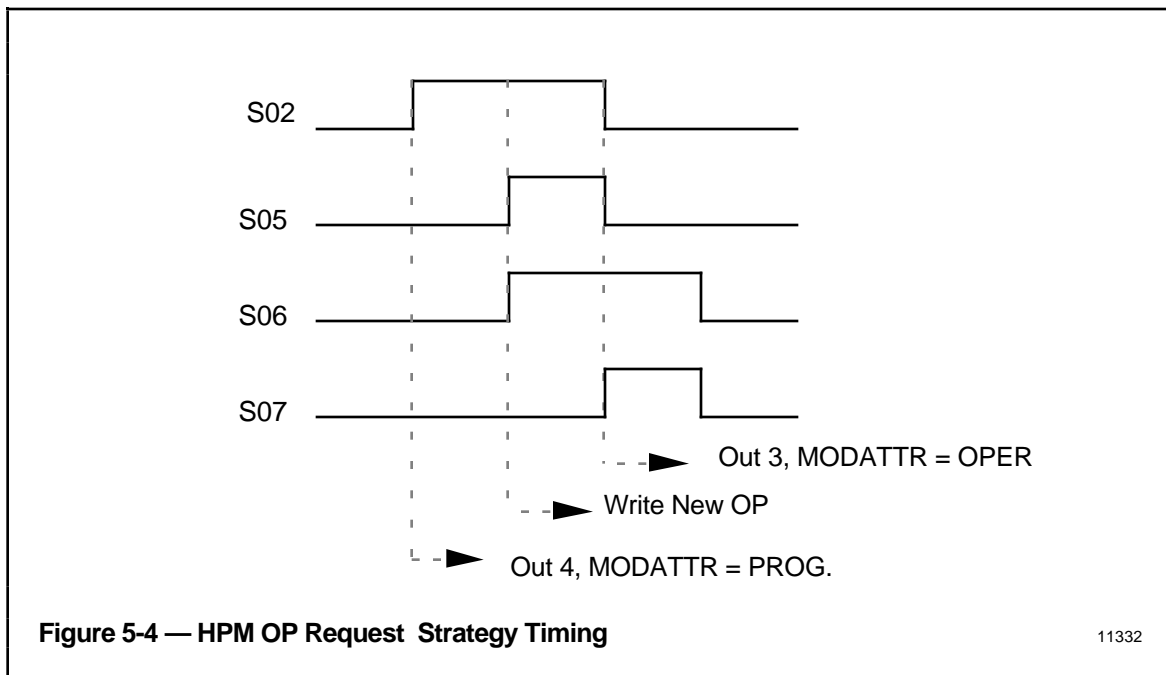 S02
S05
S06
S07
Out 3, MODATTR = OPER
Write New OP
Out 4, MODATTR = PROG.
Figure 5-4 — HPM OP Request Strategy Timing
11332